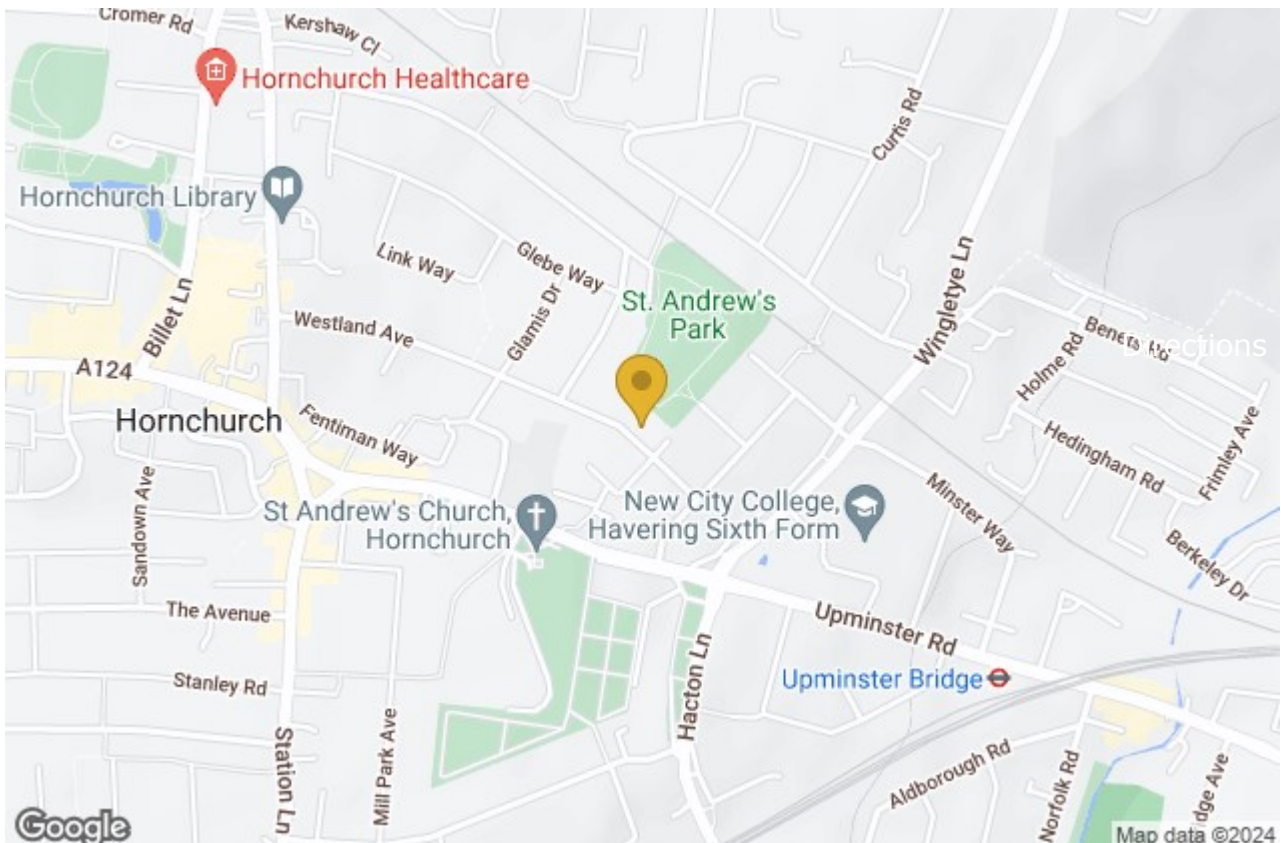 Cromer Rd
Kershaw Cl
Hornchurch Healthcare
Curtis Rd
Hornchurch Library
Link Way
Glebe Way
St. Andrew's
Park
Wingletye Ln
Billet Ln
Westland Ave
Glamis Dr
Benets Rd
Directions
Holme Rd
A124
Hornchurch
Fentiman Way
Frimley Ave
Hedingham Rd
Sandown Ave
St Andrew's Church,
Hornchurch
New City College,
Havering Sixth Form
Minster Way
Berkeley Dr
The Avenue
Upminster Rd
Stanley Rd
Upminster Bridge
Hacton Ln
Station Ln
Mill Park Ave
Aldborough Rd
Norfolk Rd
idge Ave
Google
Map data ©2024